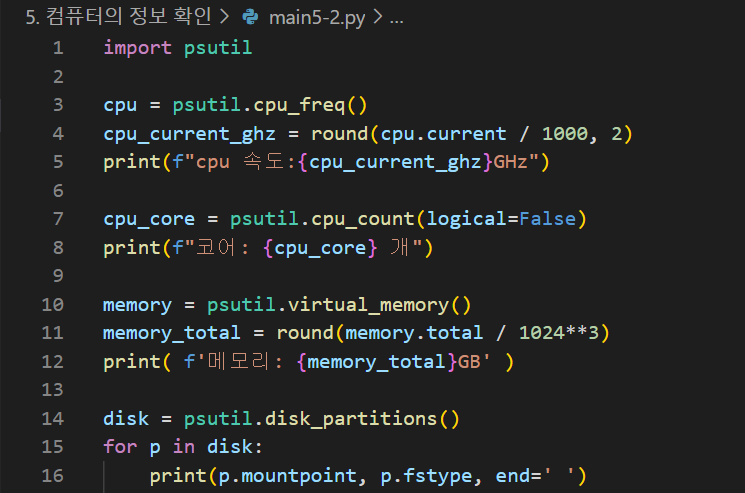 5. 컴퓨터의 정보 확인 > main5-2.py > ...
1 import psutil
2
3 cpu = psutil.cpu_freq()
4 cpu_current_ghz = round(cpu.current / 1000, 2)
5 print(f"cpu 속도:{cpu_current_ghz}GHz")
6
7 cpu_core = psutil.cpu_count(logical=False)
8 print(f"코어: {cpu_core} 개")
9
10 memory = psutil.virtual_memory()
11 memory_total = round(memory.total / 1024**3)
12 print( f'메모리: {memory_total}GB' )
13
14 disk = psutil.disk_partitions()
15 for p in disk:
16     print(p.mountpoint, p.fstype, end=' ')